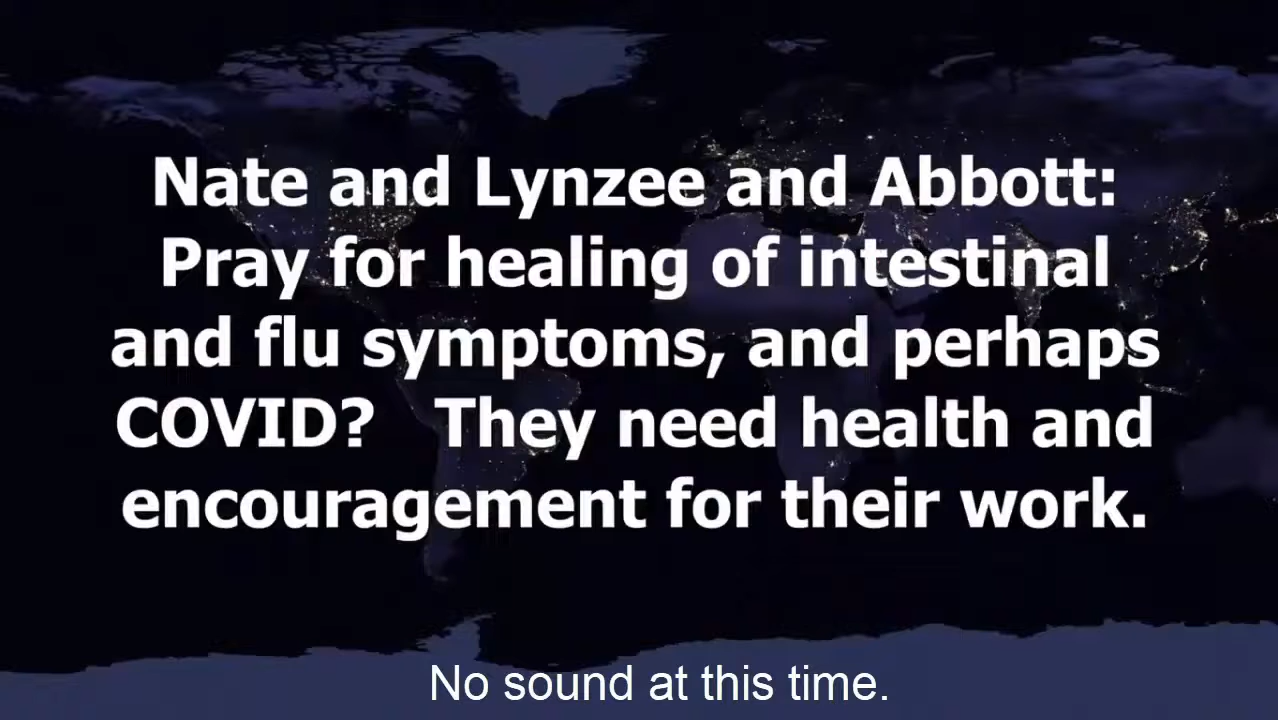 Nate and Lynzee and Abbott:
Pray for healing of intestinal
and flu symptoms, and perhaps
COVID?   They need health and
encouragement for their work.
No sound at this time.